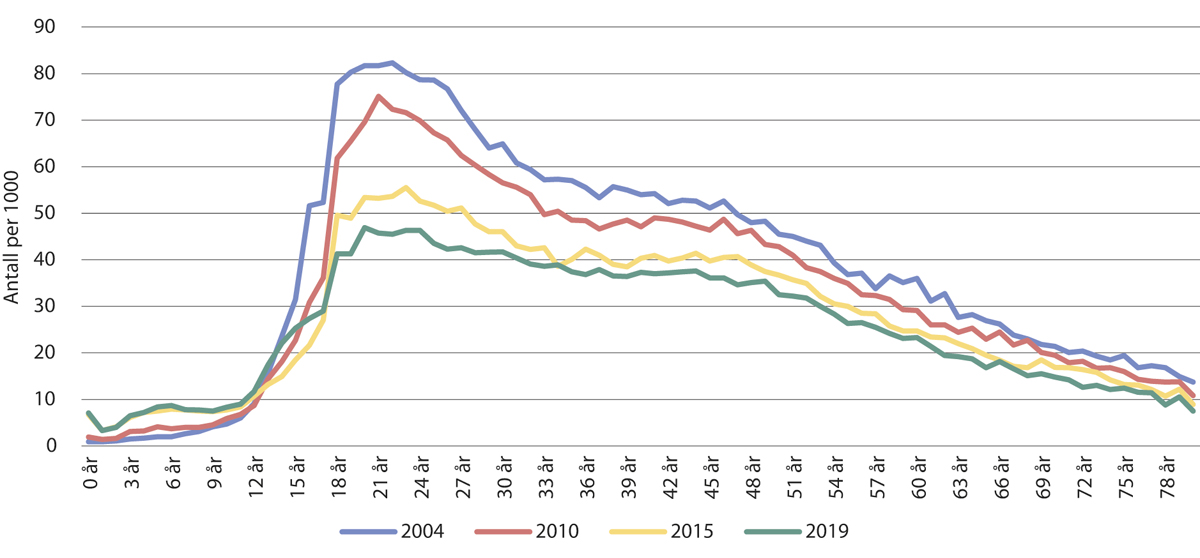 90
80
70
60
50
40
30
20
10
0
Antall per 1000
0 år
3 år
6 år
9 år
12 år
15 år
18 år
21 år
24 år
27 år
30 år
33 år
36 år
39 år
42 år
45 år
48 år
51 år
54 år
57 år
60 år
63 år
66 år
69 år
72 år
75 år
78 år
2004 2010 2015 2019